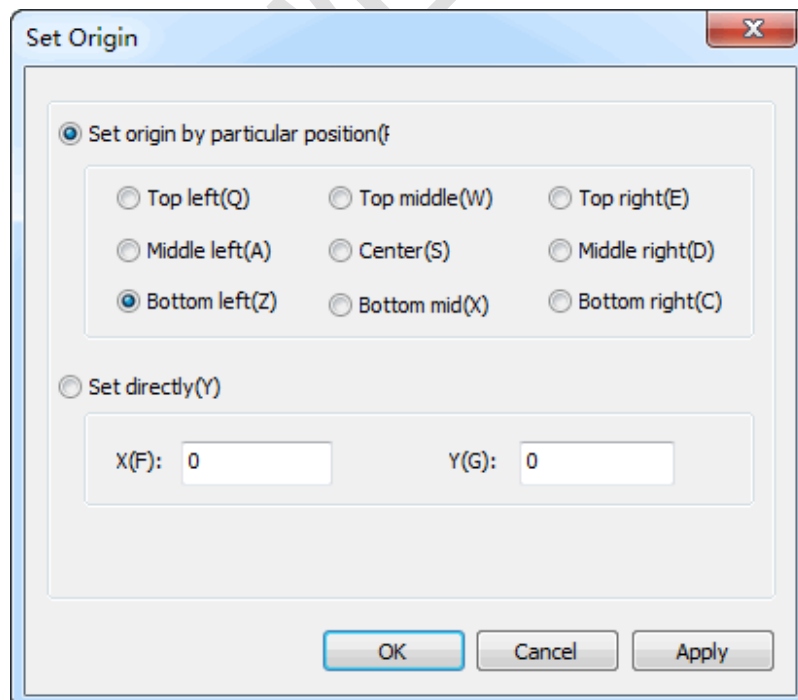 Set Origin
Set origin by particular position(
Top left(Q) Top middle(W) Top right(E)
Middle left(A) Center(S) Middle right(D)
Bottom left(Z) Bottom mid(X) Bottom right(C)
Set directly(Y)
X(F): 0 Y(G): 0
OK Cancel Apply